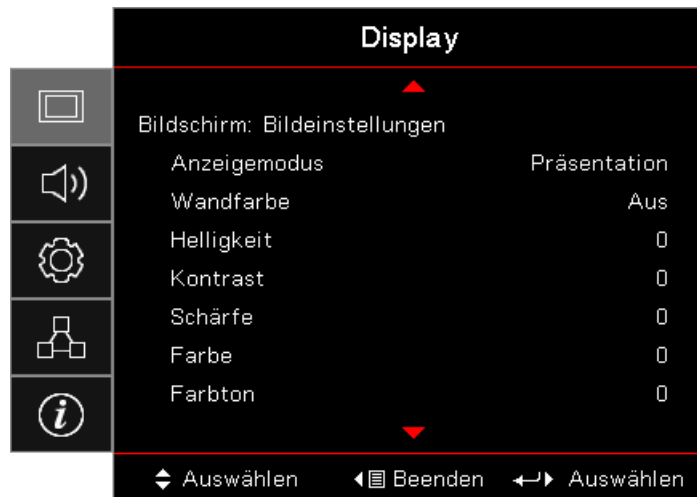 Display
Bildschirm: Bildeinstellungen
Anzeigemodus Präsentation
Wandfarbe Aus
Helligkeit 0
Kontrast 0
Schärfe 0
Farbe 0
Farbton 0
Auswählen Beenden Auswählen